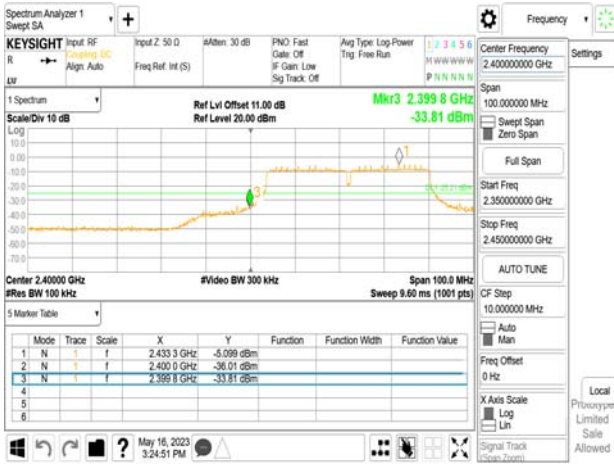 Spectrum Analyzer 1
Swept SA
+
Frequency
KEYSIGHT
R
Input: RF
Coupling: DC
Align: Auto
Input Z: 50 Ω
Freq Ref: Int (S)
#Atten: 30 dB
PNO: Fast
Gate: Off
IF Gain: Low
Sig Track: Off
Avg Type: Log-Power
Trig: Free Run
1 2 3 4 5 6
M W W W W W
P N N N N N
1 Spectrum
Scale/Div 10 dB
Ref Lvl Offset 11.00 dB
Ref Level 20.00 dBm
Mkr3 2.399 8 GHz
-33.81 dBm
Log
10.0
0.00
-10.0
-20.0
-30.0
-40.0
-50.0
-60.0
-70.0
1
3
Center 2.40000 GHz
#Res BW 100 kHz
#Video BW 300 kHz
Span 100.0 MHz
Sweep 9.60 ms (1001 pts)
5 Marker Table
Mode Trace Scale X Y Function Function Width Function Value
1 N 1 f 2.433 3 GHz -5.099 dBm
2 N 1 f 2.400 0 GHz -36.01 dBm
3 N 1 f 2.399 8 GHz -33.81 dBm
4
5
6
Center Frequency
2.400000000 GHz
Span
100.000000 MHz
Swept Span
Zero Span
Full Span
Start Freq
2.350000000 GHz
Stop Freq
2.450000000 GHz
AUTO TUNE
CF Step
10.000000 MHz
Auto
Man
Freq Offset
0 Hz
X Axis Scale
Log
Lin
Signal Track
(Span Zoom)
Settings
Local
Prototype
Limited
Sale
Allowed
?
May 16, 2023
3:24:51 PM